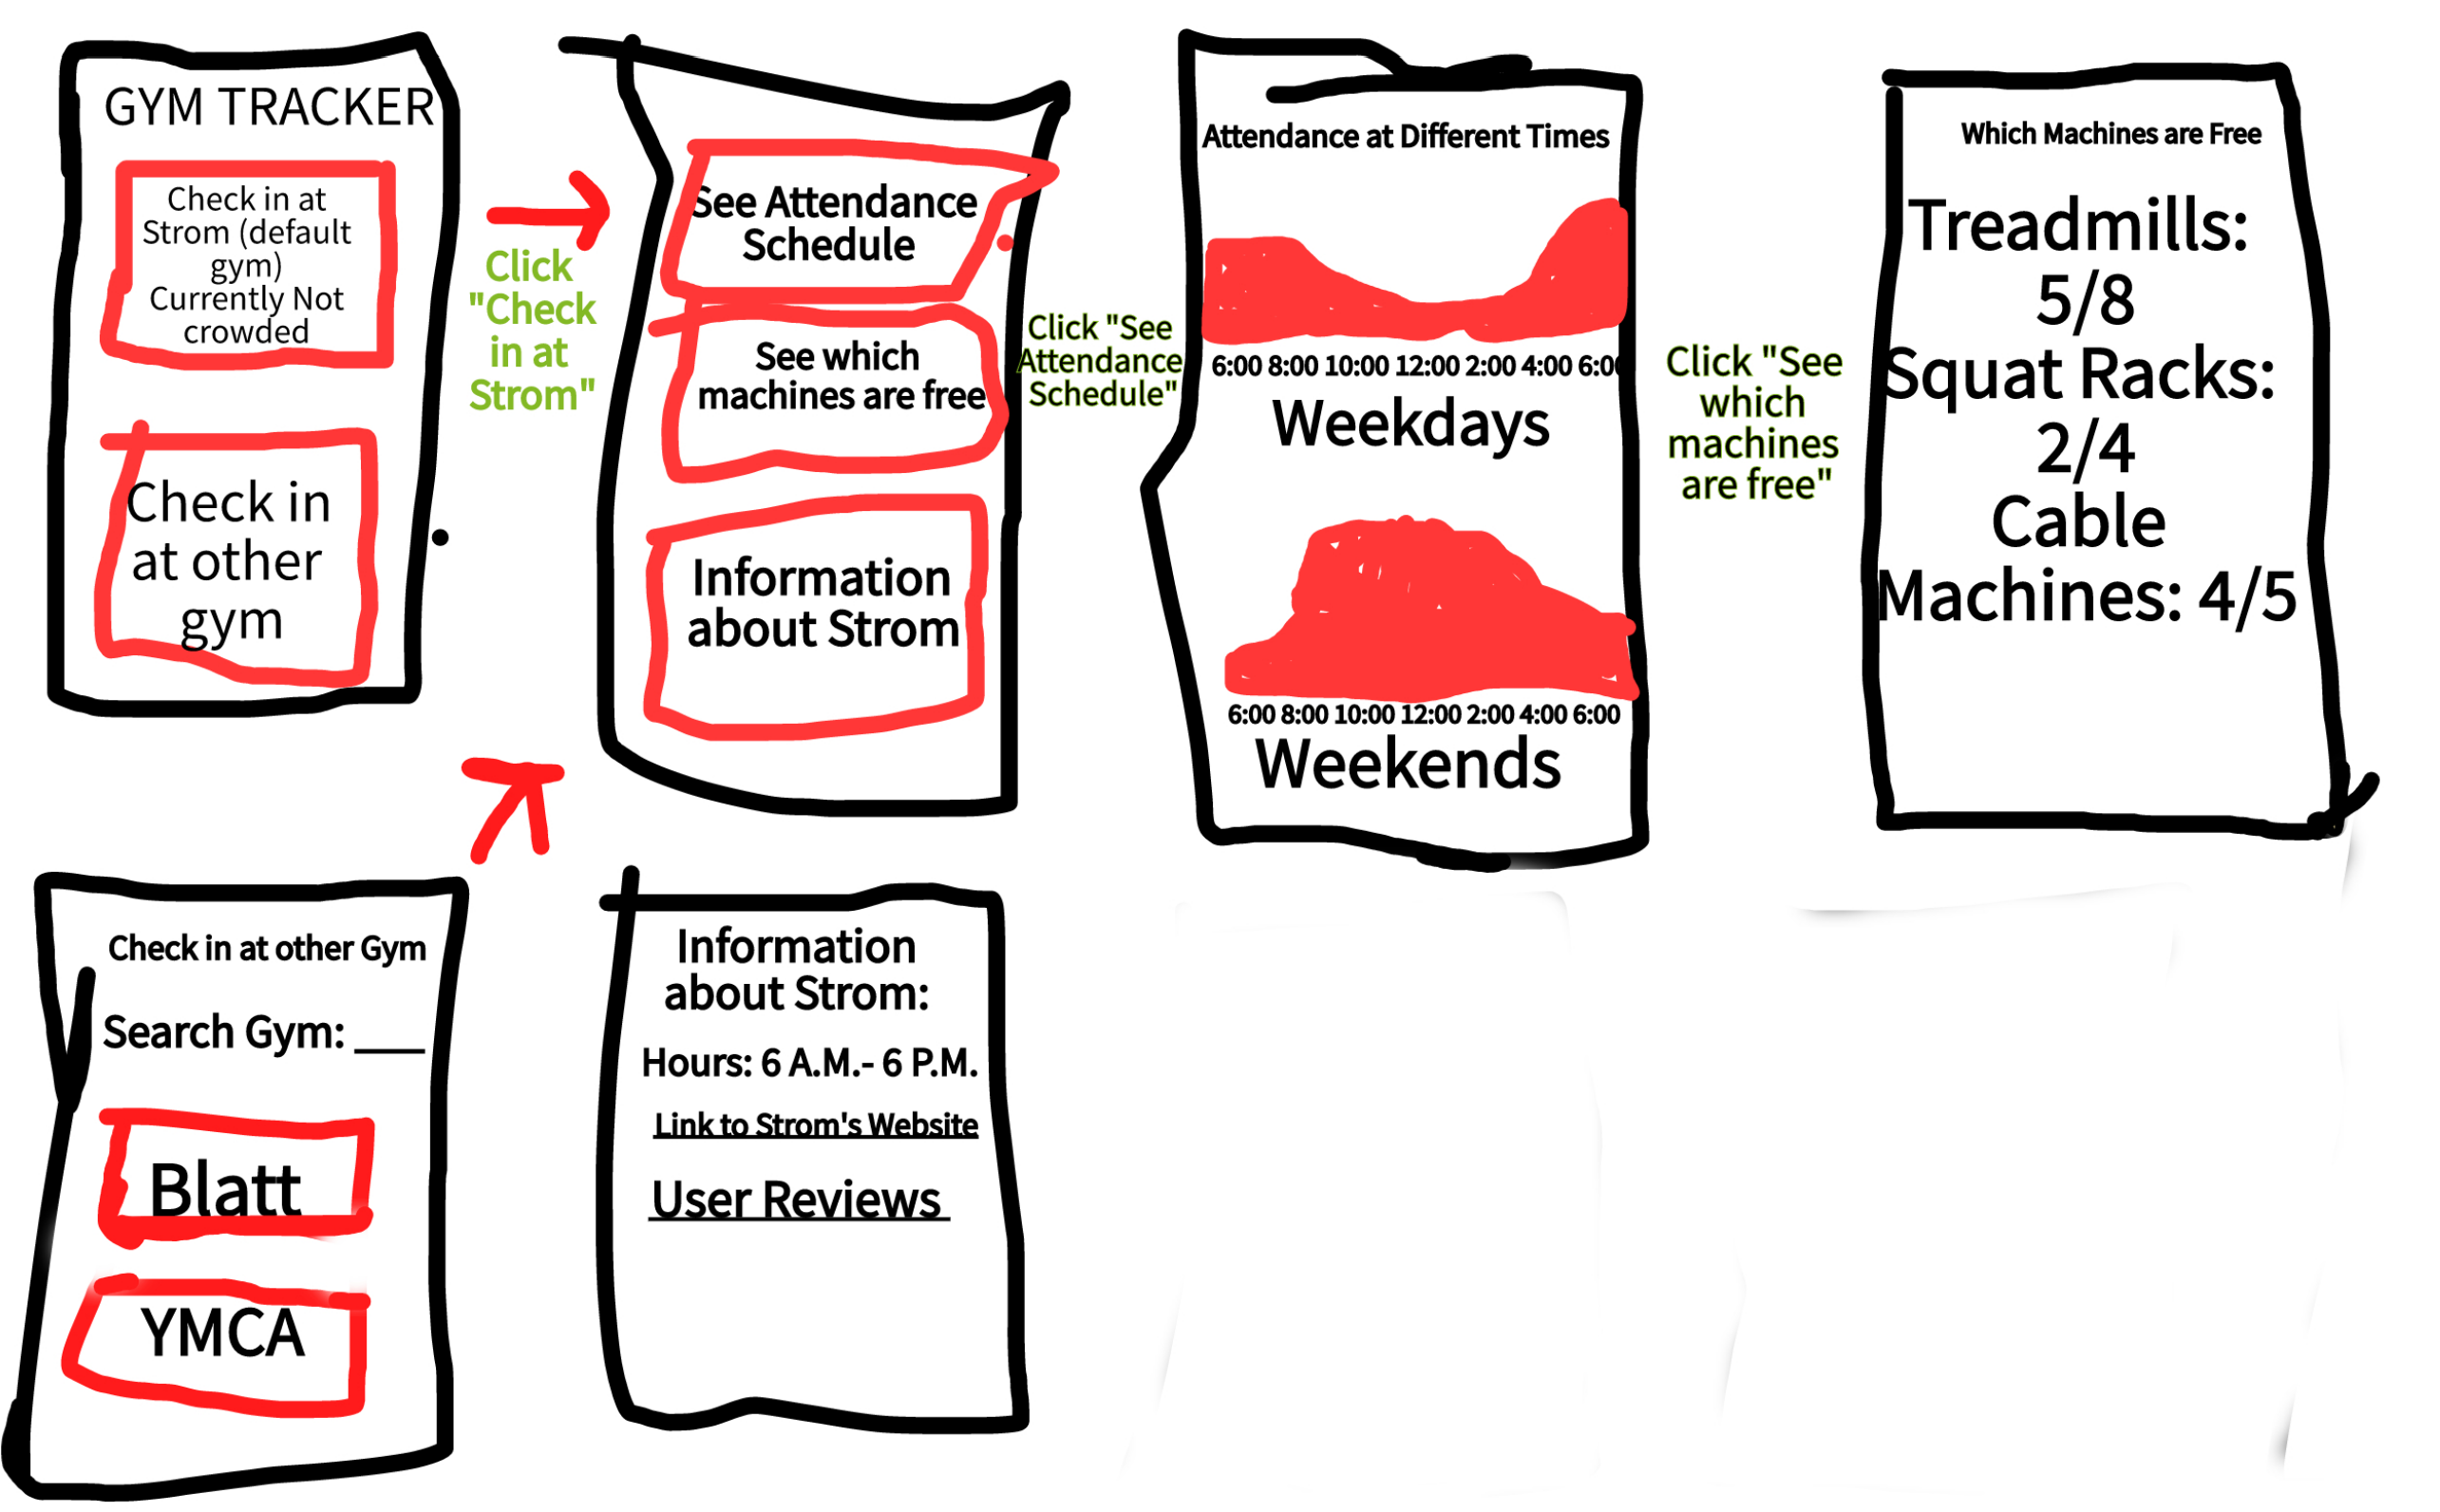 GYM TRACKER
Check in at
Strom (default
gym)
Currently Not
crowded
Check in
at other
gym
Click
"Check
in at
Strom"
See Attendance
Schedule
See which
machines are free
Information
about Strom
Click "See
Attendance
Schedule"
Attendance at Different Times
6:00 8:00 10:00 12:00 2:00 4:00 6:00
Weekdays
6:00 8:00 10:00 12:00 2:00 4:00 6:00
Weekends
Click "See
which
machines
are free"
Which Machines are Free
Treadmills:
5/8
Squat Racks:
2/4
Cable
Machines: 4/5
Check in at other Gym
Search Gym: ___
Blatt
YMCA
Information
about Strom:
Hours: 6 A.M.- 6 P.M.
Link to Strom's Website
User Reviews